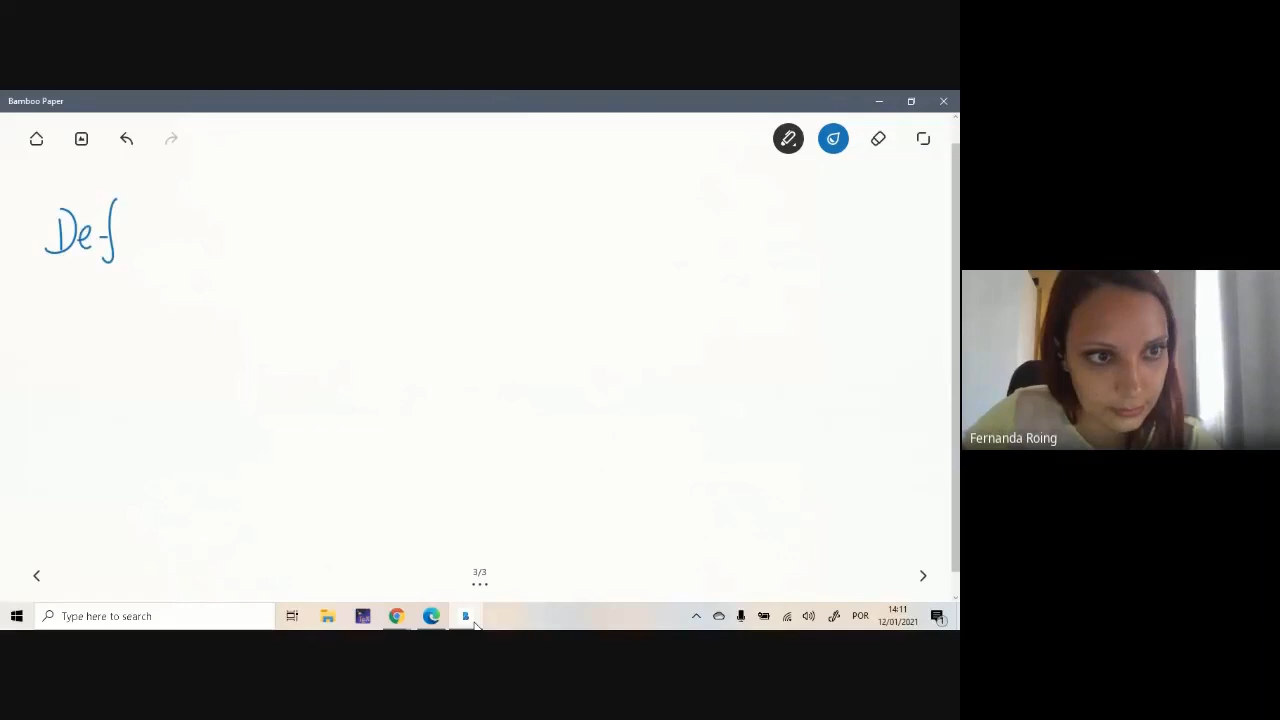 Bamboo Paper
Def
Fernanda Roing
3/3
Type here to search
POR
14:11
12/01/2021